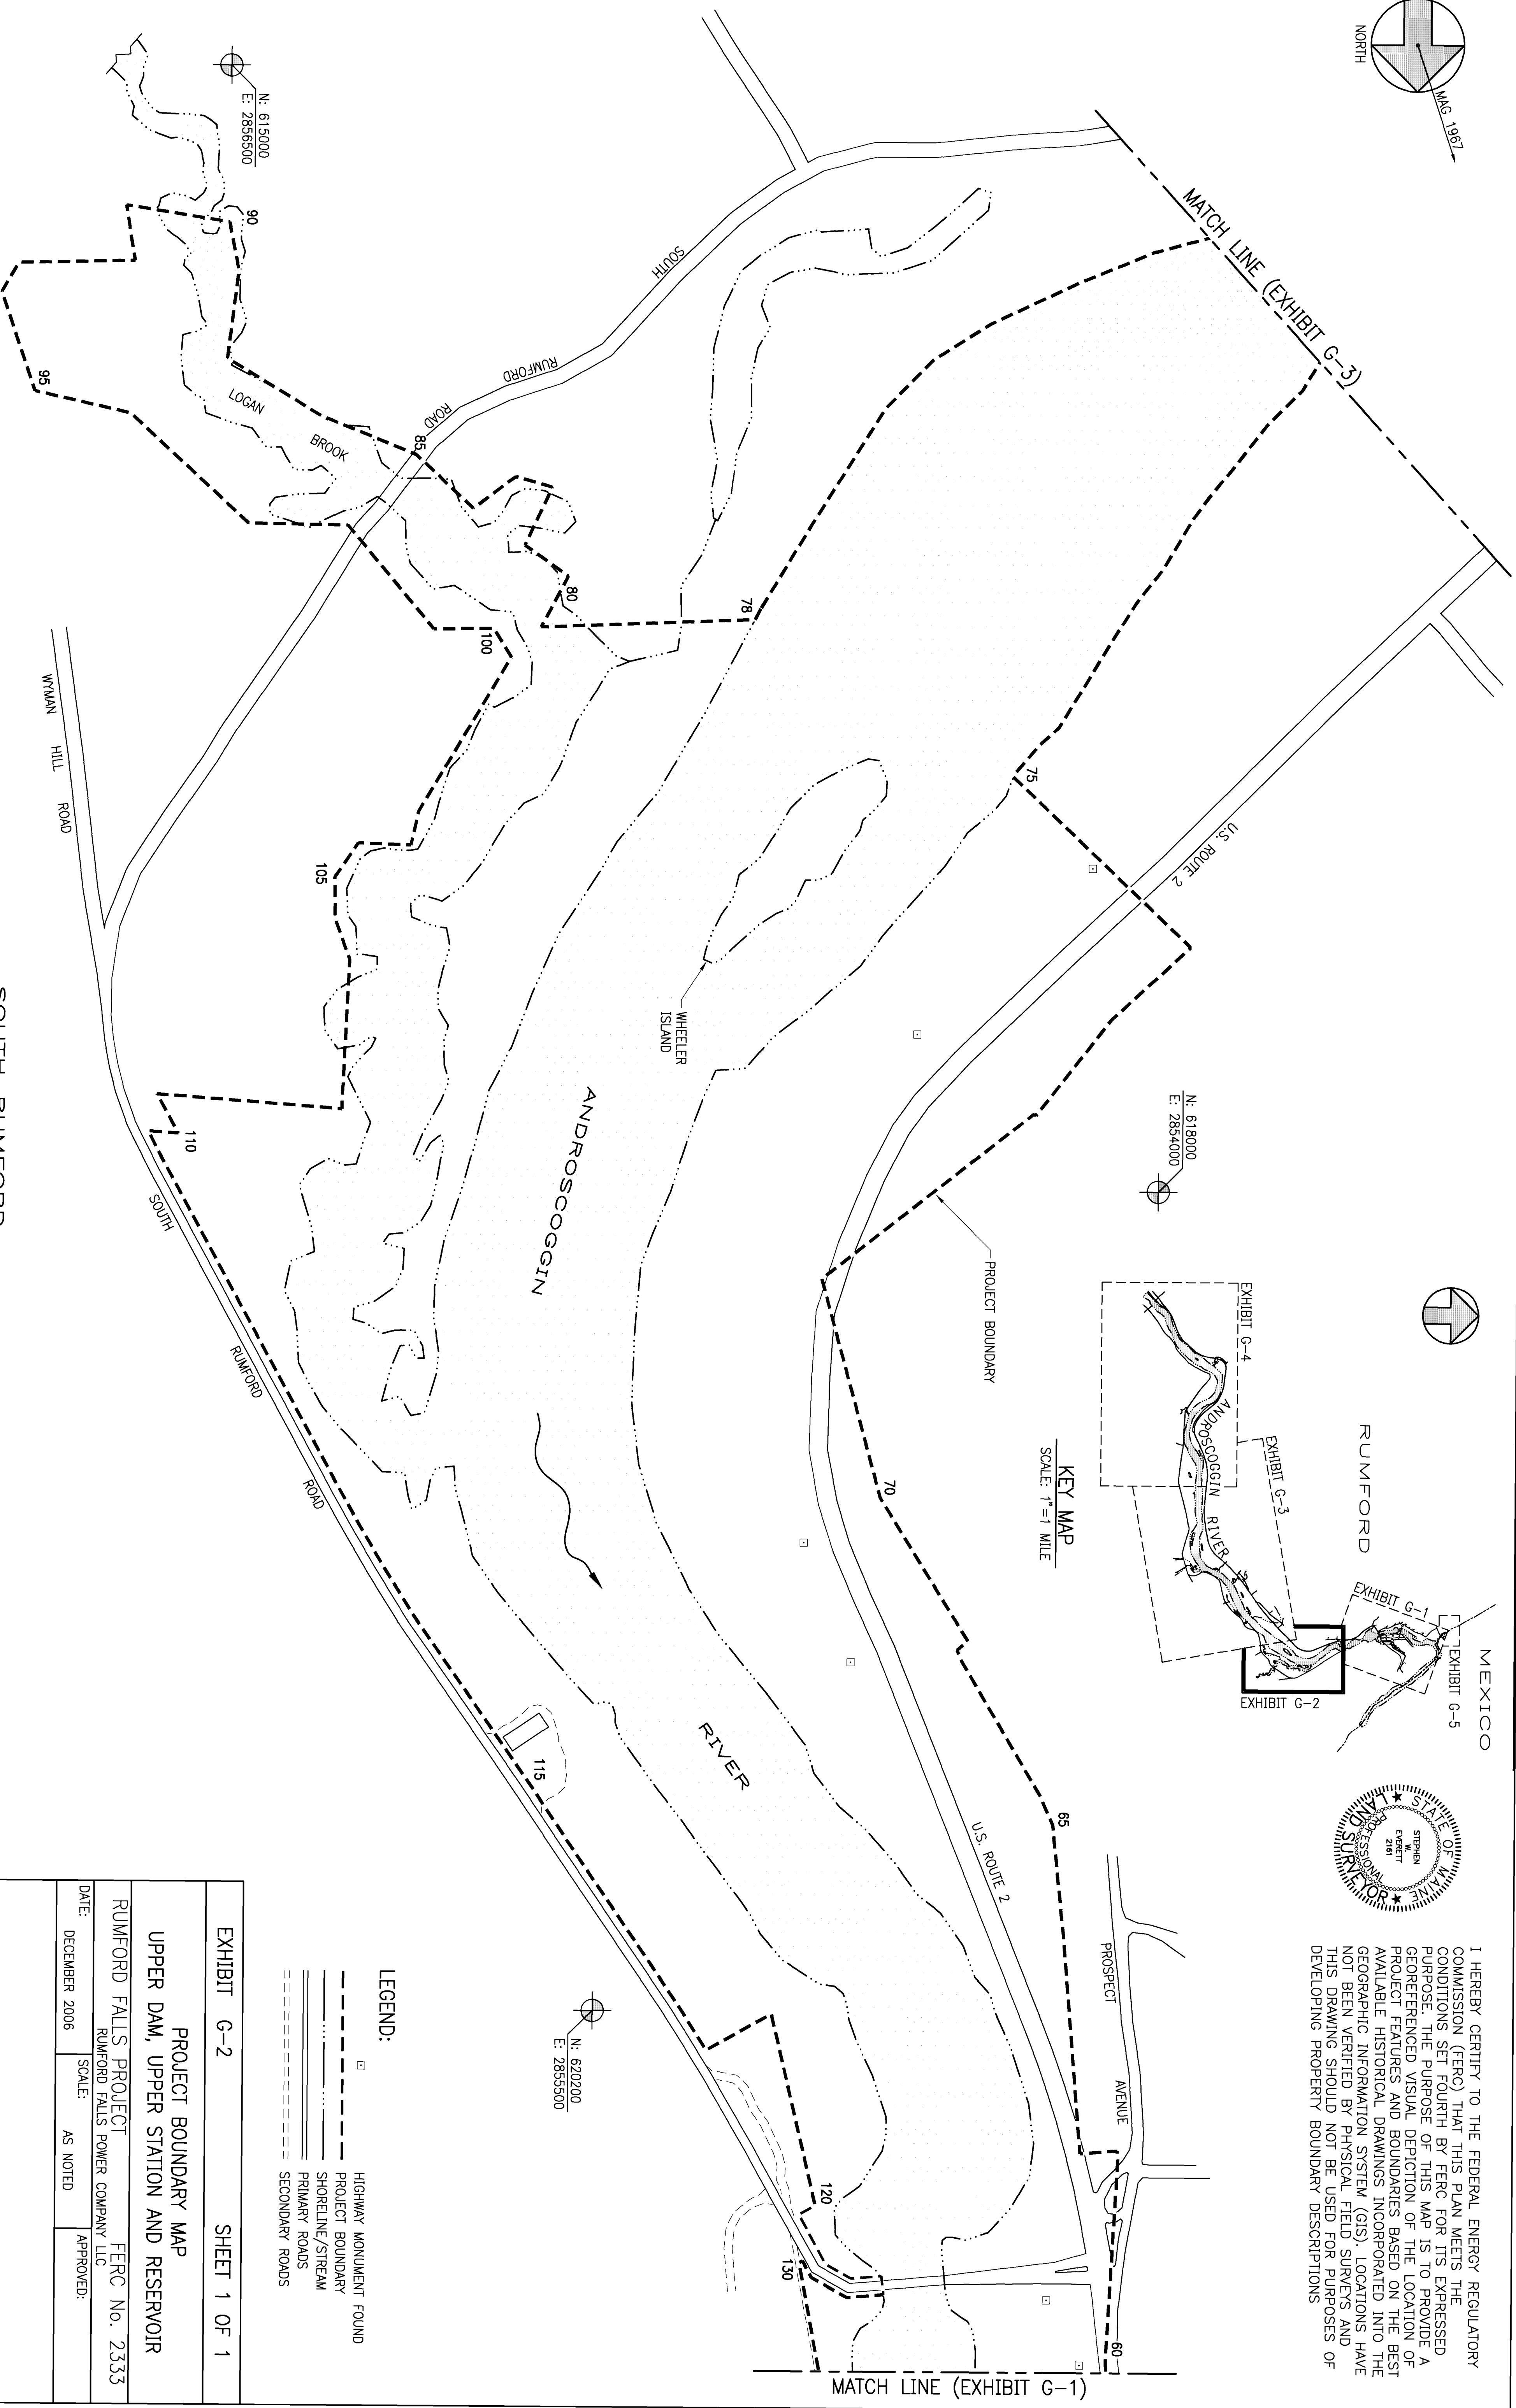 NORTH
MAG 1967
MATCH LINE (EXHIBIT G-3)
N: 615000
E: 2856500
90
95
LOGAN
BROOK
85
SOUTH
RUMFORD
ROAD
80
78
100
105
110
75
U.S. ROUTE 2
WYMAN HILL ROAD
WHEELER
ISLAND
N: 618000
E: 2854000
PROJECT BOUNDARY
ANDROSCOGGIN
RIVER
SOUTH
RUMFORD
ROAD
SOUTH RUMFORD
70
65
U.S. ROUTE 2
115
PROSPECT
AVENUE
120
130
60
N: 620200
E: 2855500
MATCH LINE (EXHIBIT G-1)
RUMFORD
MEXICO
EXHIBIT G-4
EXHIBIT G-3
EXHIBIT G-1
EXHIBIT G-5
EXHIBIT G-2
ANDROSCOGGIN RIVER
KEY MAP
SCALE: 1"=1 MILE
STATE OF MAINE
STEPHEN
W.
EVERETT
2161
PROFESSIONAL
LAND SURVEYOR
I HEREBY CERTIFY TO THE FEDERAL ENERGY REGULATORY
COMMISSION (FERC) THAT THIS PLAN MEETS THE
CONDITIONS SET FOURTH BY FERC FOR ITS EXPRESSED
PURPOSE. THE PURPOSE OF THIS MAP IS TO PROVIDE A
GEOREFERENCED VISUAL DEPICTION OF THE LOCATION OF
PROJECT FEATURES AND BOUNDARIES BASED ON THE BEST
AVAILABLE HISTORICAL DRAWINGS INCORPORATED INTO THE
GEOGRAPHIC INFORMATION SYSTEM (GIS). LOCATIONS HAVE
NOT BEEN VERIFIED BY PHYSICAL FIELD SURVEYS AND
THIS DRAWING SHOULD NOT BE USED FOR PURPOSES OF
DEVELOPING PROPERTY BOUNDARY DESCRIPTIONS
LEGEND:
HIGHWAY MONUMENT FOUND
PROJECT BOUNDARY
SHORELINE/STREAM
PRIMARY ROADS
SECONDARY ROADS
EXHIBIT G-2 SHEET 1 OF 1
PROJECT BOUNDARY MAP
UPPER DAM, UPPER STATION AND RESERVOIR
RUMFORD FALLS PROJECT FERC No. 2333
RUMFORD FALLS POWER COMPANY LLC
DATE: DECEMBER 2006 SCALE: AS NOTED APPROVED: